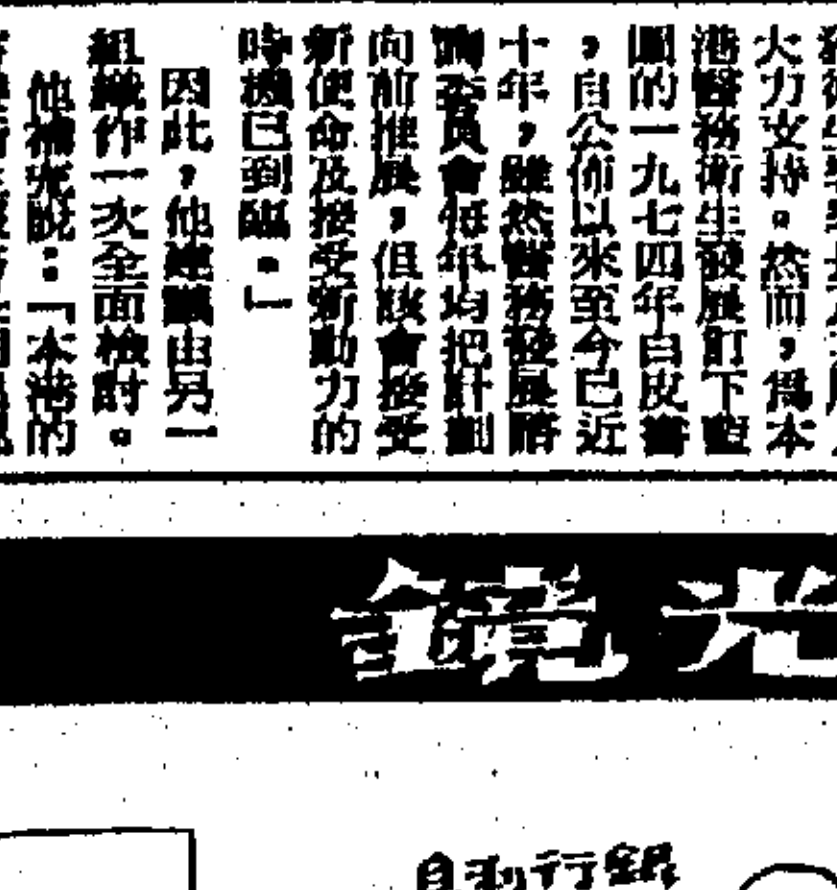 火力支持。然而，爲本
港醫務衛生發展訂下藍
圖的一九七四年白皮書
，自公佈以來至今已近
十年，雖然醫務發展諮
詢委員會每年均把計劃
向前推展，但該會接受
新使命及接受新動力的
時機已到臨。」
因此，他建議由另一
組織作一次全面檢討。
他補充說：「本港的
鏡光